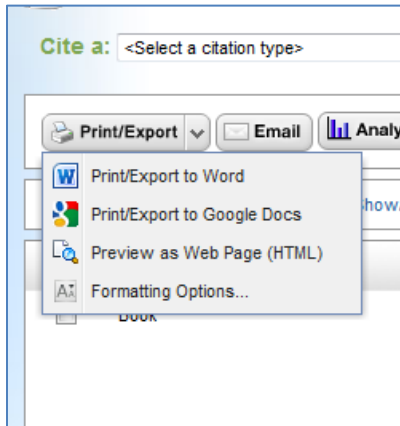 Cite a: <Select a citation type>
Print/Export Email Analy
Print/Export to Word
Show.
Print/Export to Google Docs
Preview as Web Page (HTML)
Formatting Options...
Book